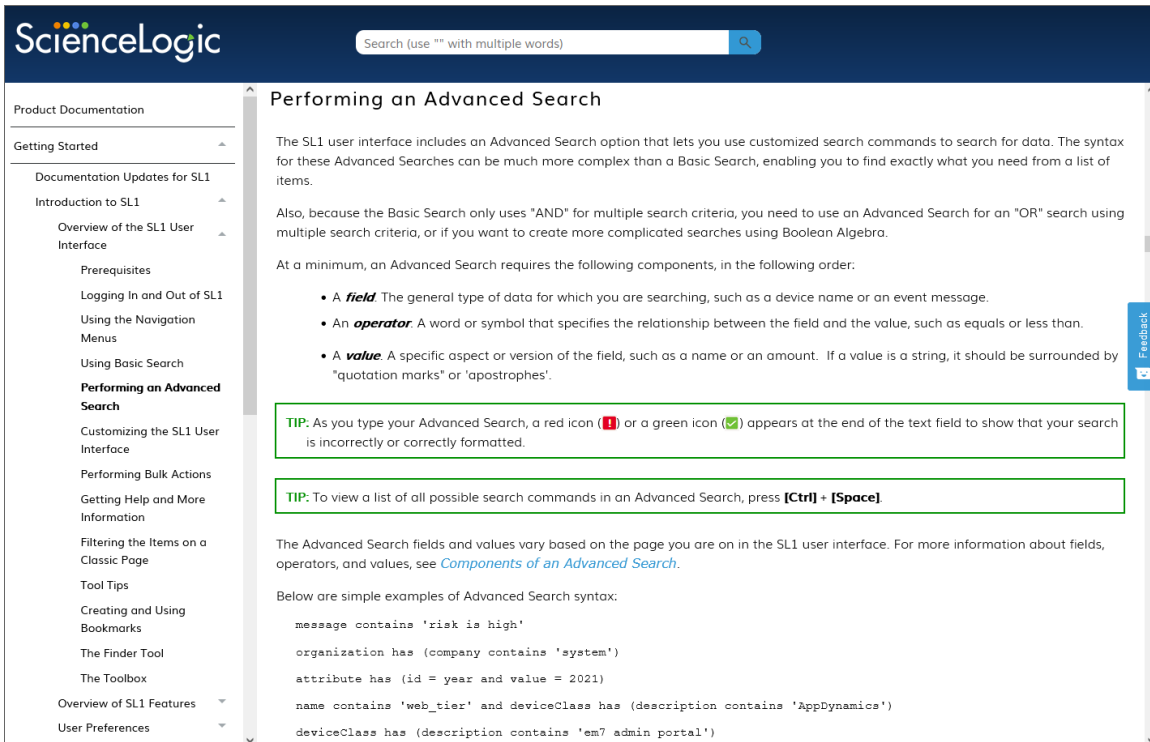 ScienceLogic
Search (use "" with multiple words)
Product Documentation
Getting Started
Documentation Updates for SL1
Introduction to SL1
Overview of the SL1 User
Interface
Prerequisites
Logging In and Out of SL1
Using the Navigation
Menus
Using Basic Search
Performing an Advanced
Search
Customizing the SL1 User
Interface
Performing Bulk Actions
Getting Help and More
Information
Filtering the Items on a
Classic Page
Tool Tips
Creating and Using
Bookmarks
The Finder Tool
The Toolbox
Overview of SL1 Features
User Preferences
Performing an Advanced Search
The SL1 user interface includes an Advanced Search option that lets you use customized search commands to search for data. The syntax
for these Advanced Searches can be much more complex than a Basic Search, enabling you to find exactly what you need from a list of
items.
Also, because the Basic Search only uses "AND" for multiple search criteria, you need to use an Advanced Search for an "OR" search using
multiple search criteria, or if you want to create more complicated searches using Boolean Algebra.
At a minimum, an Advanced Search requires the following components, in the following order:
• A field. The general type of data for which you are searching, such as a device name or an event message.
• An operator. A word or symbol that specifies the relationship between the field and the value, such as equals or less than.
• A value. A specific aspect or version of the field, such as a name or an amount. If a value is a string, it should be surrounded by
"quotation marks" or 'apostrophes'.
TIP: As you type your Advanced Search, a red icon (!) or a green icon (✓) appears at the end of the text field to show that your search
is incorrectly or correctly formatted.
TIP: To view a list of all possible search commands in an Advanced Search, press [Ctrl] + [Space].
The Advanced Search fields and values vary based on the page you are on in the SL1 user interface. For more information about fields,
operators, and values, see Components of an Advanced Search.
Below are simple examples of Advanced Search syntax:
message contains 'risk is high'
organization has (company contains 'system')
attribute has (id = year and value = 2021)
name contains 'web_tier' and deviceClass has (description contains 'AppDynamics')
deviceClass has (description contains 'em7 admin portal')
Feedback